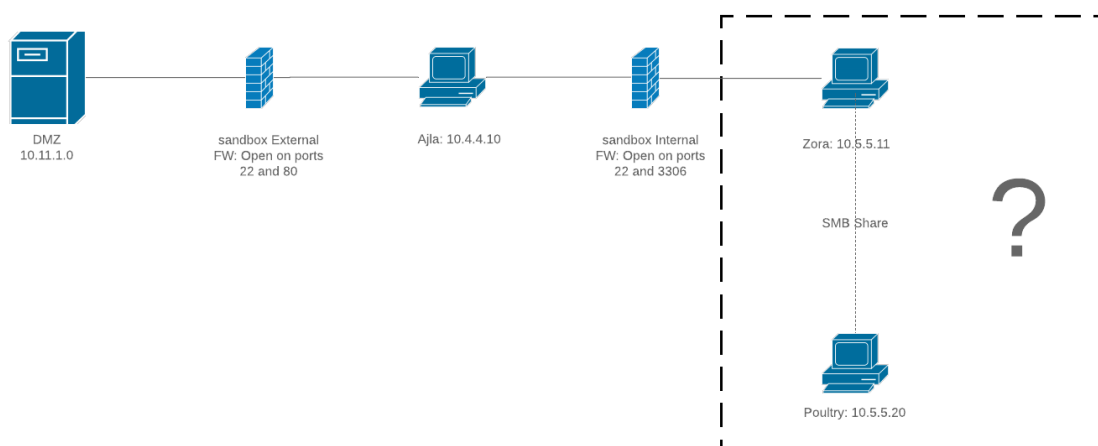 DMZ
10.11.1.0
sandbox External
FW: Open on ports
22 and 80
Ajla: 10.4.4.10
sandbox Internal
FW: Open on ports
22 and 3306
Zora: 10.5.5.11
SMB Share
?
Poultry: 10.5.5.20